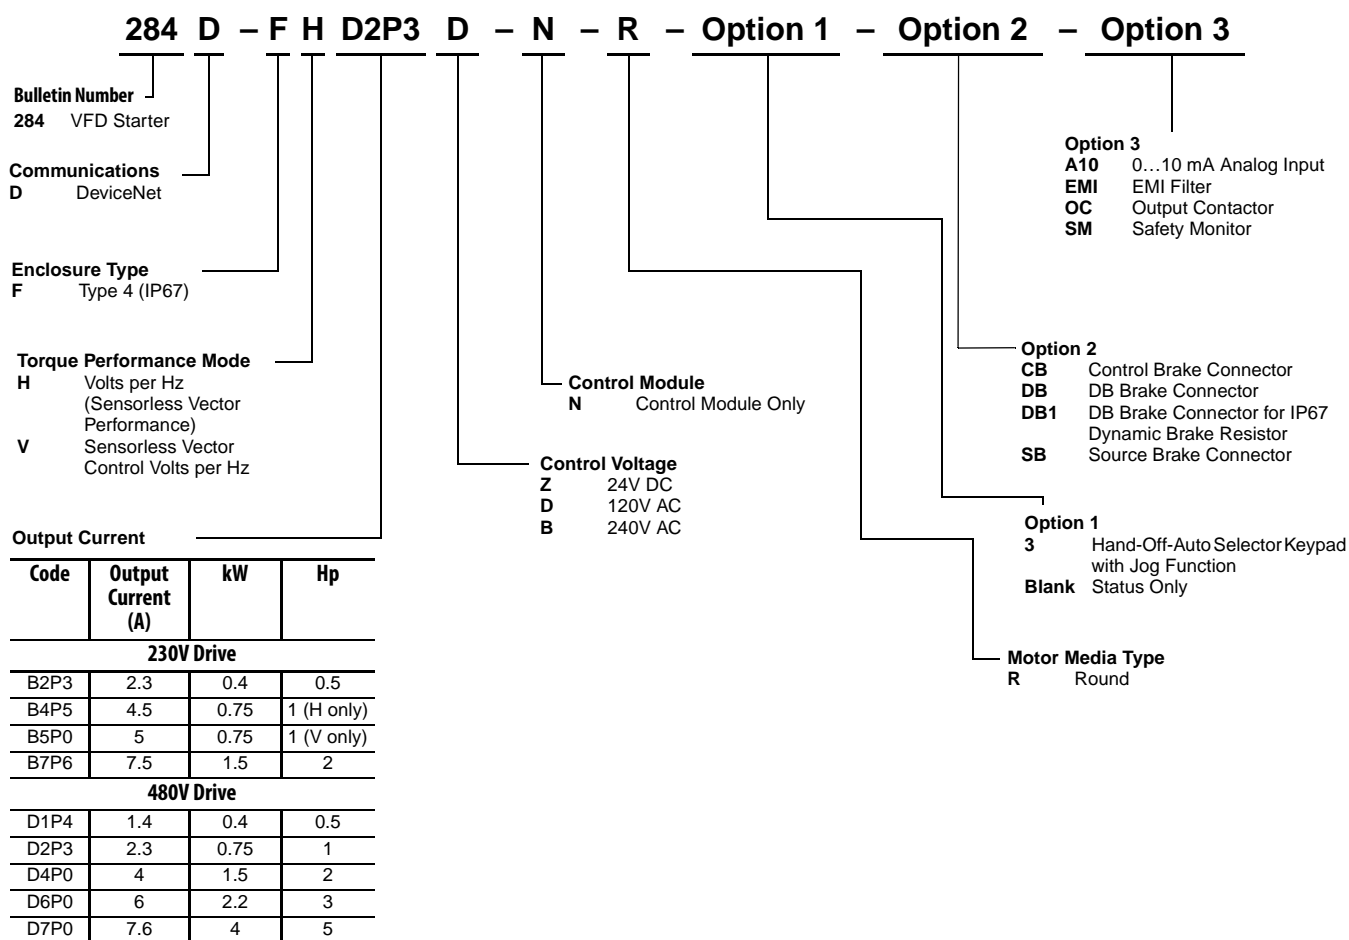 284 D – F H D2P3 D – N – R – Option 1 – Option 2 – Option 3
Bulletin Number
284 VFD Starter
Communications
D DeviceNet
Enclosure Type
F Type 4 (IP67)
Torque Performance Mode
H Volts per Hz
(Sensorless Vector
Performance)
V Sensorless Vector
Control Volts per Hz
Output Current
Code Output Current (A) kW Hp
230V Drive
B2P3 2.3 0.4 0.5
B4P5 4.5 0.75 1 (H only)
B5P0 5 0.75 1 (V only)
B7P6 7.5 1.5 2
480V Drive
D1P4 1.4 0.4 0.5
D2P3 2.3 0.75 1
D4P0 4 1.5 2
D6P0 6 2.2 3
D7P0 7.6 4 5
Control Voltage
Z 24V DC
D 120V AC
B 240V AC
Control Module
N Control Module Only
Motor Media Type
R Round
Option 1
3 Hand-Off-Auto Selector Keypad
with Jog Function
Blank Status Only
Option 2
CB Control Brake Connector
DB DB Brake Connector
DB1 DB Brake Connector for IP67
Dynamic Brake Resistor
SB Source Brake Connector
Option 3
A10 0…10 mA Analog Input
EMI EMI Filter
OC Output Contactor
SM Safety Monitor